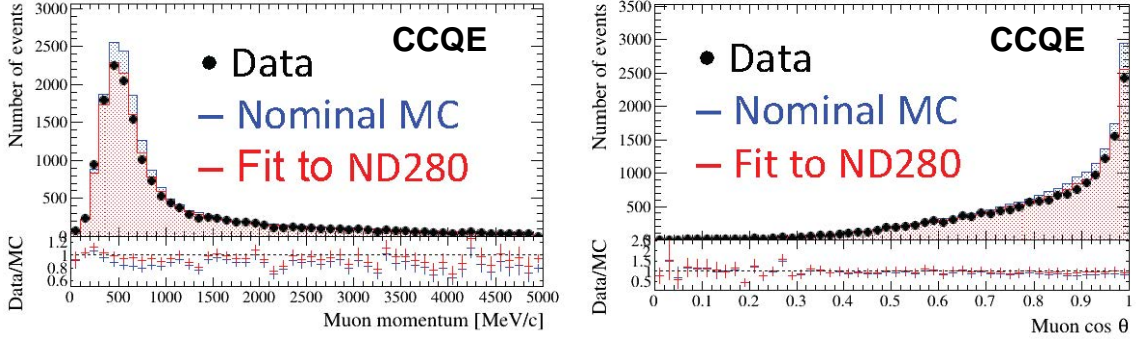 Number of events
3000
2500
2000
1500
1000
500
0
CCQE
Data
Nominal MC
Fit to ND280
Data/MC
1.2
1
0.8
0.6
0 500 1000 1500 2000 2500 3000 3500 4000 4500 5000
Muon momentum [MeV/c]
Number of events
3500
3000
2500
2000
1500
1000
500
CCQE
Data
Nominal MC
Fit to ND280
Data/MC
1.5
1
0.5
0 0.1 0.2 0.3 0.4 0.5 0.6 0.7 0.8 0.9 1
Muon cos θ